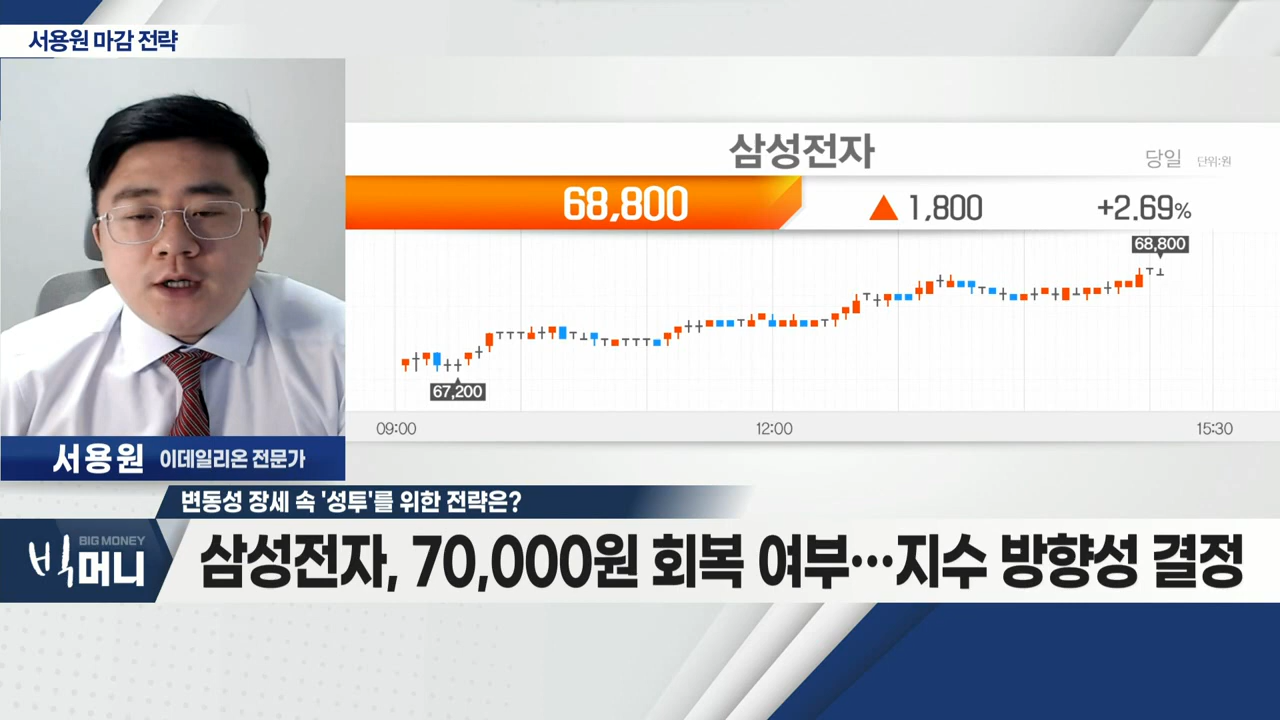 서용원 마감 전략
삼성전자
당일 단위:원
68,800 ▲ 1,800 +2.69%
68,800
67,200
09:00 12:00 15:30
서용원 이데일리온 전문가
변동성 장세 속 '성투'를 위한 전략은?
BIG MONEY
빅머니
삼성전자, 70,000원 회복 여부…지수 방향성 결정